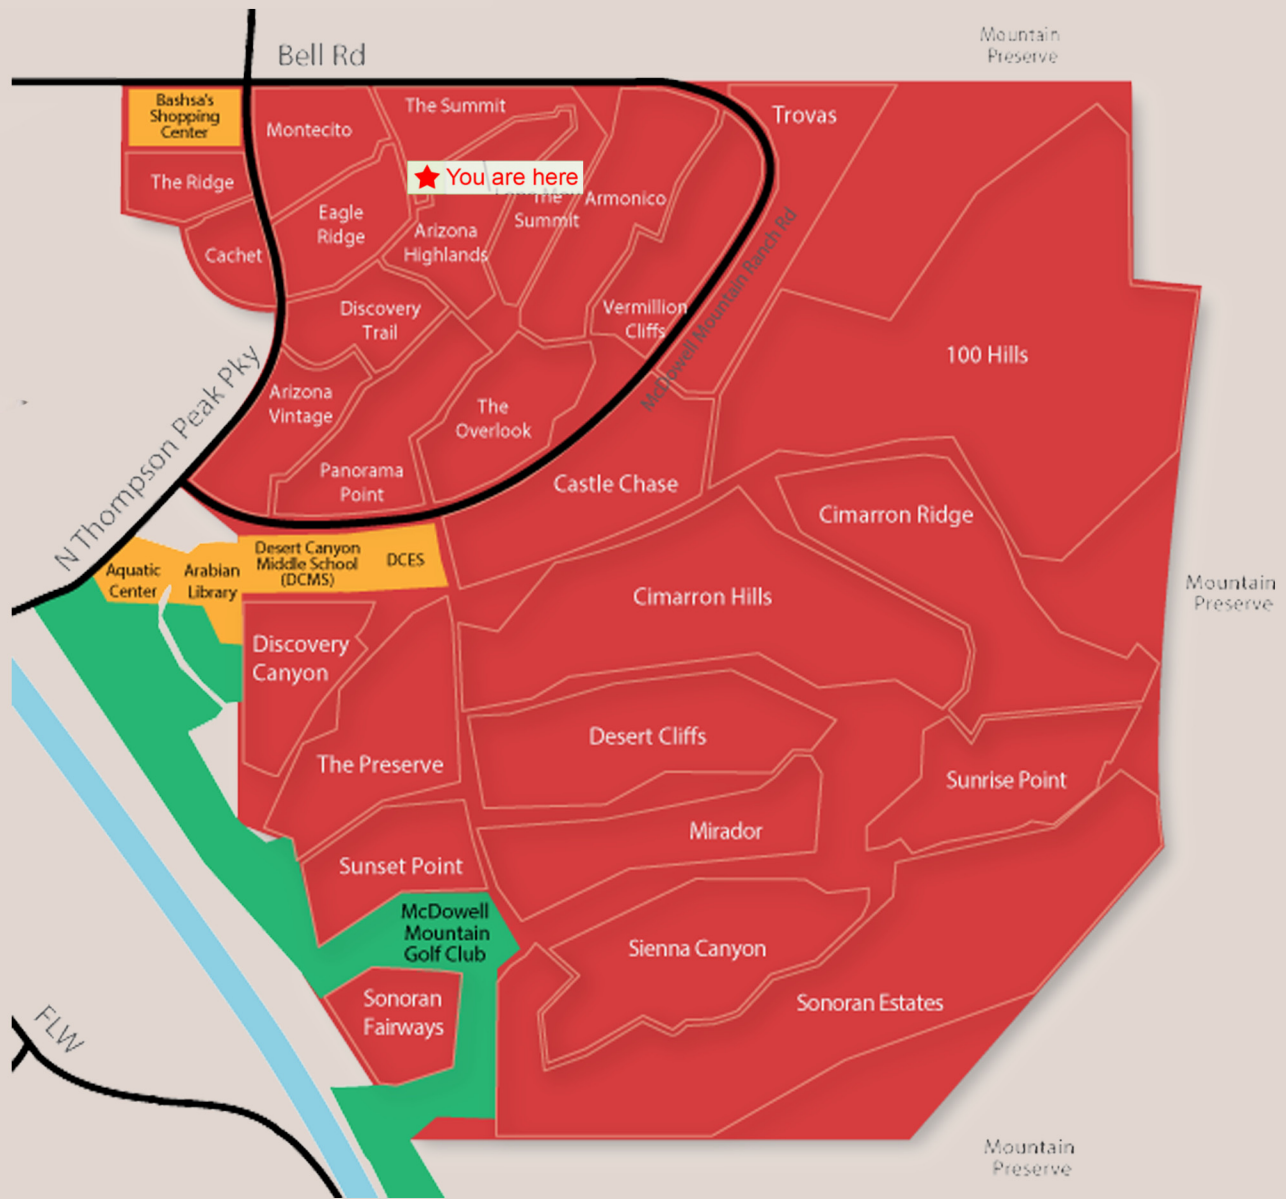 Mountain
Preserve
Bell Rd
Bashsa's
Shopping
Center
The Summit
Montecito
Trovas
The Ridge
You are here
The
Summit
Armonico
Eagle
Ridge
Arizona
Highlands
Cachet
McDowell Mountain Ranch Rd
Discovery
Trail
Vermillion
Cliffs
100 Hills
N Thompson Peak Pky
Arizona
Vintage
The
Overlook
Panorama
Point
Castle Chase
Cimarron Ridge
Desert Canyon
Middle School
(DCMS)
DCES
Aquatic
Center
Arabian
Library
Mountain
Preserve
Cimarron Hills
Discovery
Canyon
Desert Cliffs
The Preserve
Sunrise Point
Mirador
Sunset Point
McDowell
Mountain
Golf Club
Sienna Canyon
Sonoran
Fairways
Sonoran Estates
FLW
Mountain
Preserve